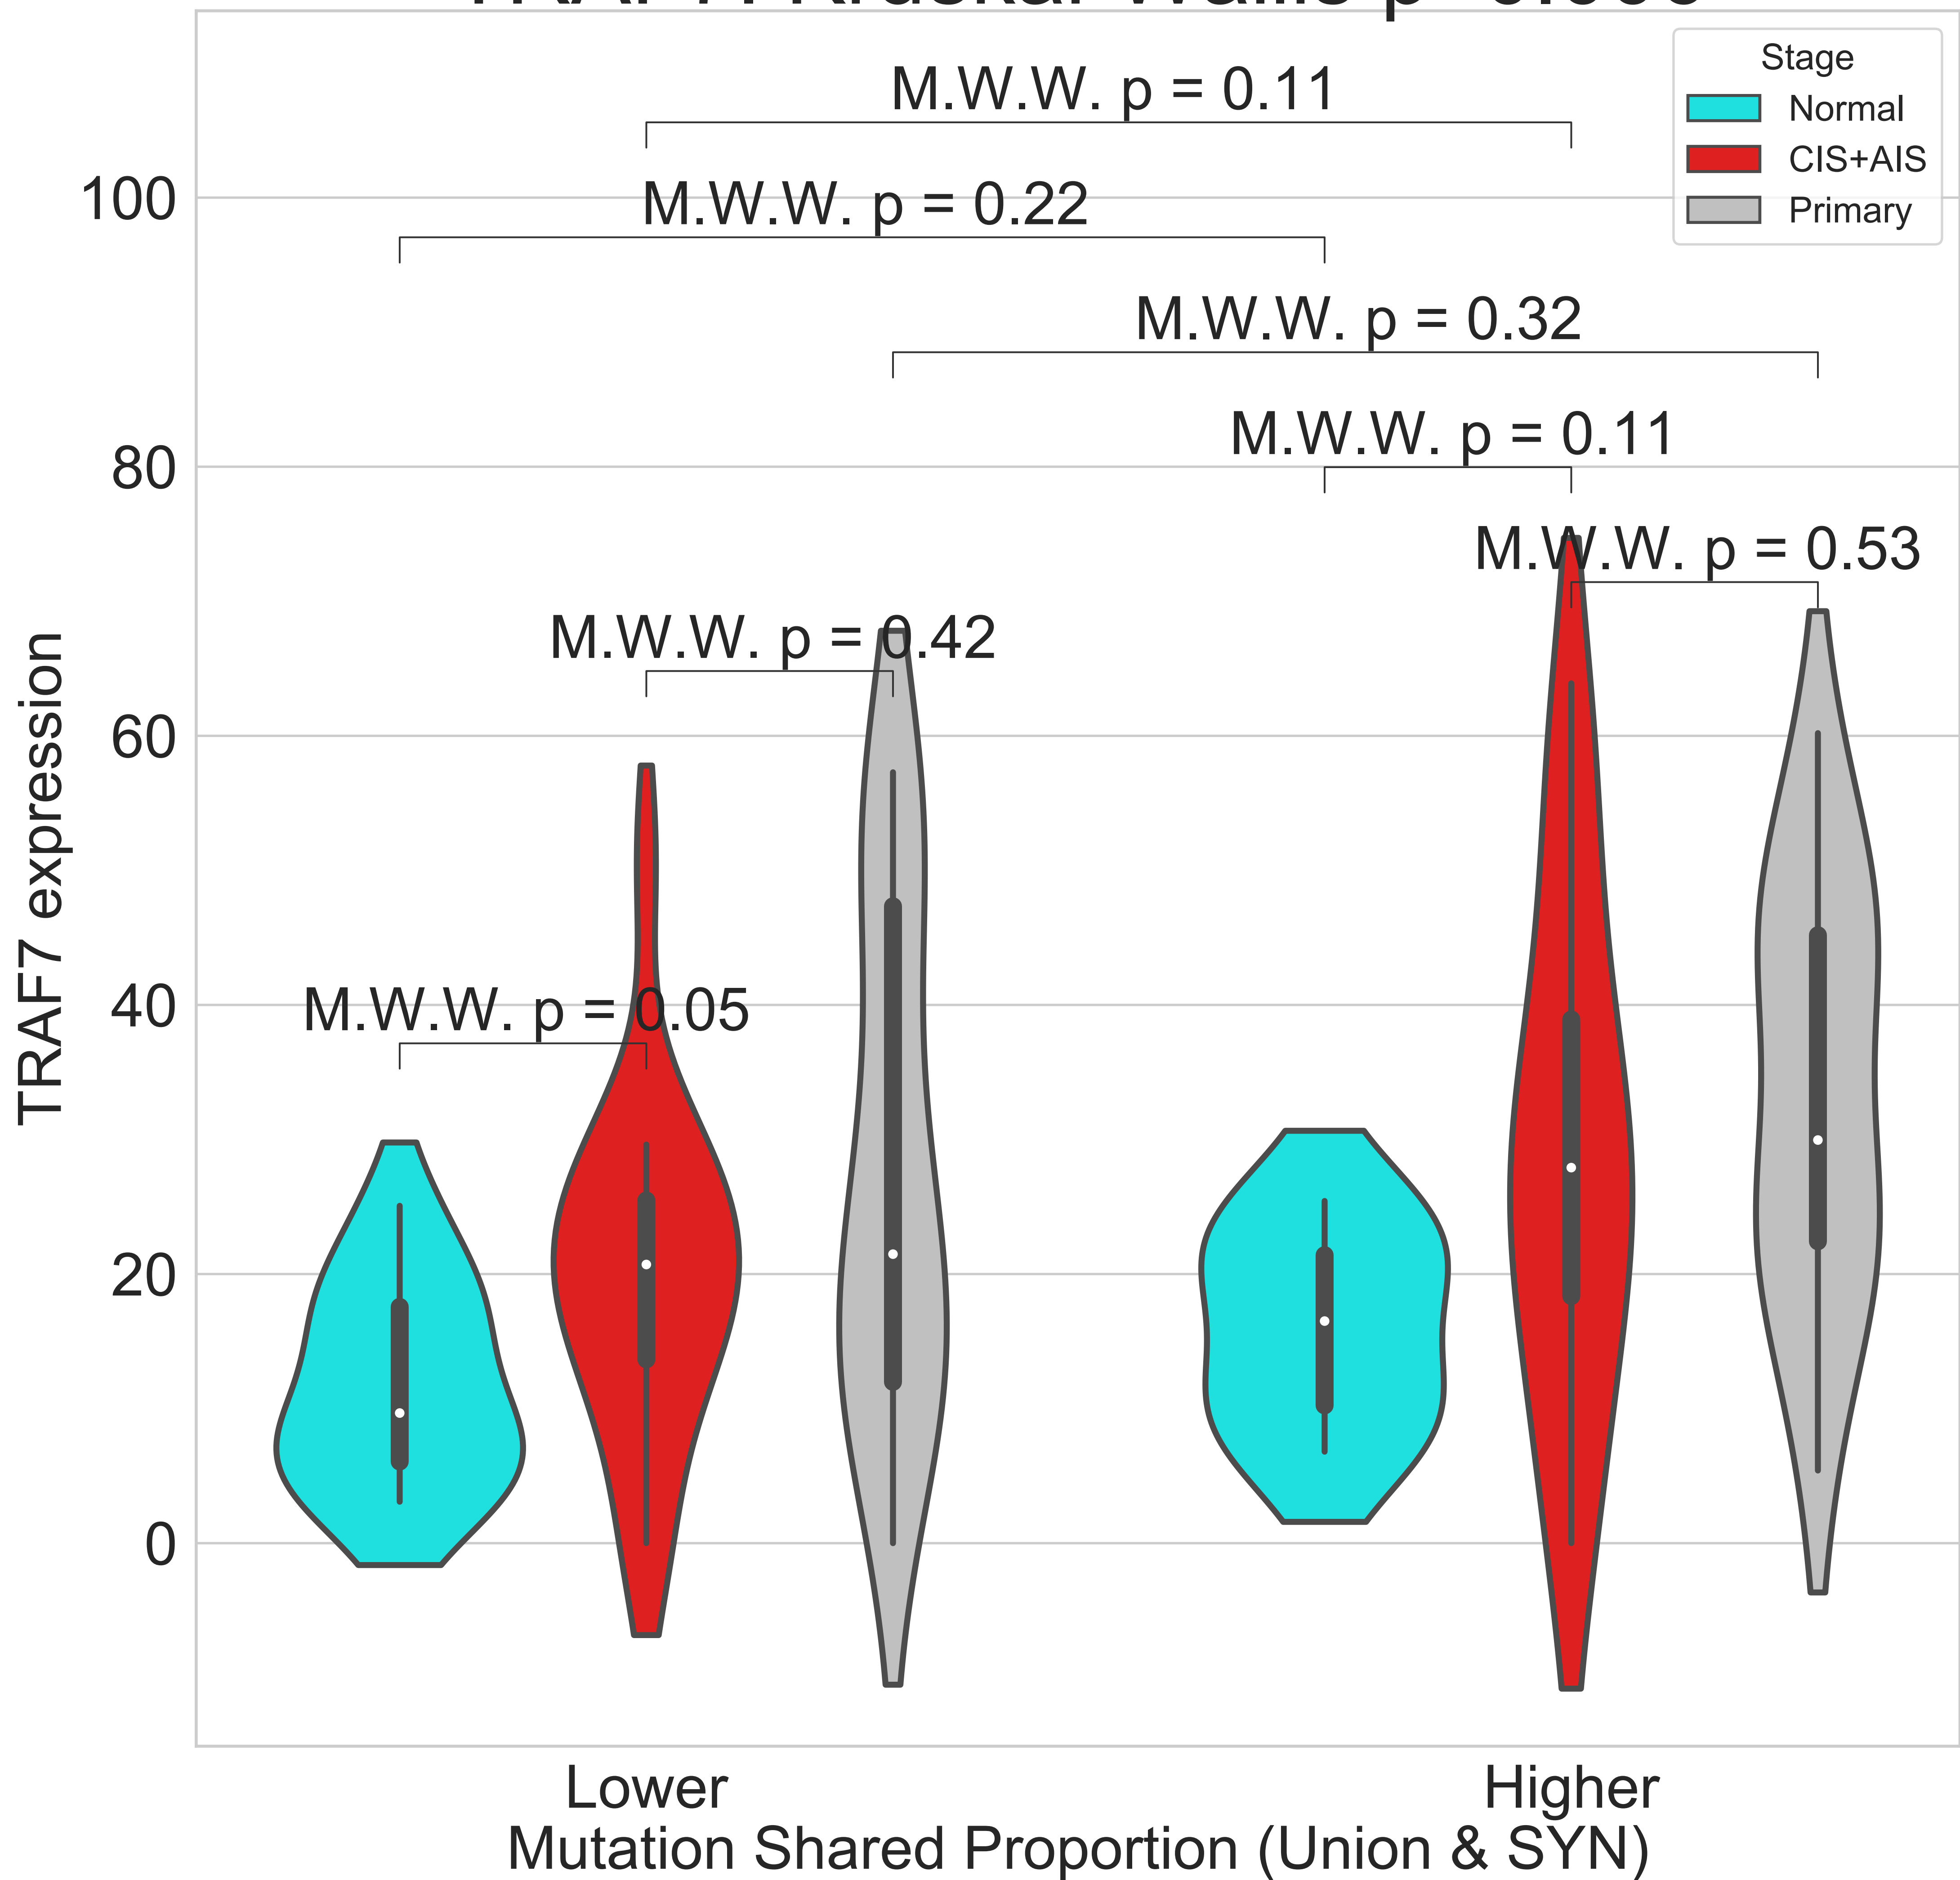 Stage
Normal
CIS+AIS
Primary
M.W.W. p = 0.11
M.W.W. p = 0.22
M.W.W. p = 0.32
M.W.W. p = 0.11
M.W.W. p = 0.53
M.W.W. p = 0.42
M.W.W. p = 0.05
100
80
60
40
20
0
TRAF7 expression
Lower
Higher
Mutation Shared Proportion (Union & SYN)